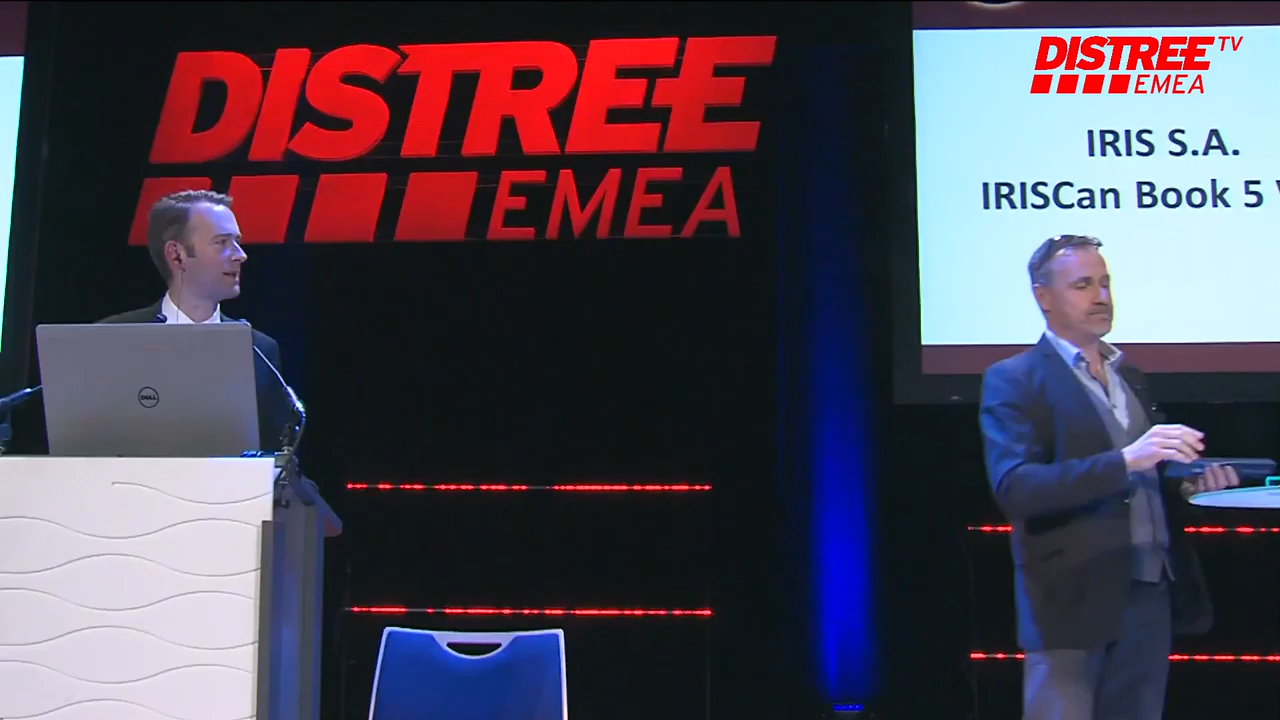 DISTREE
EMEA
DISTREE TV
EMEA
IRIS S.A.
IRISCan Book 5
DELL